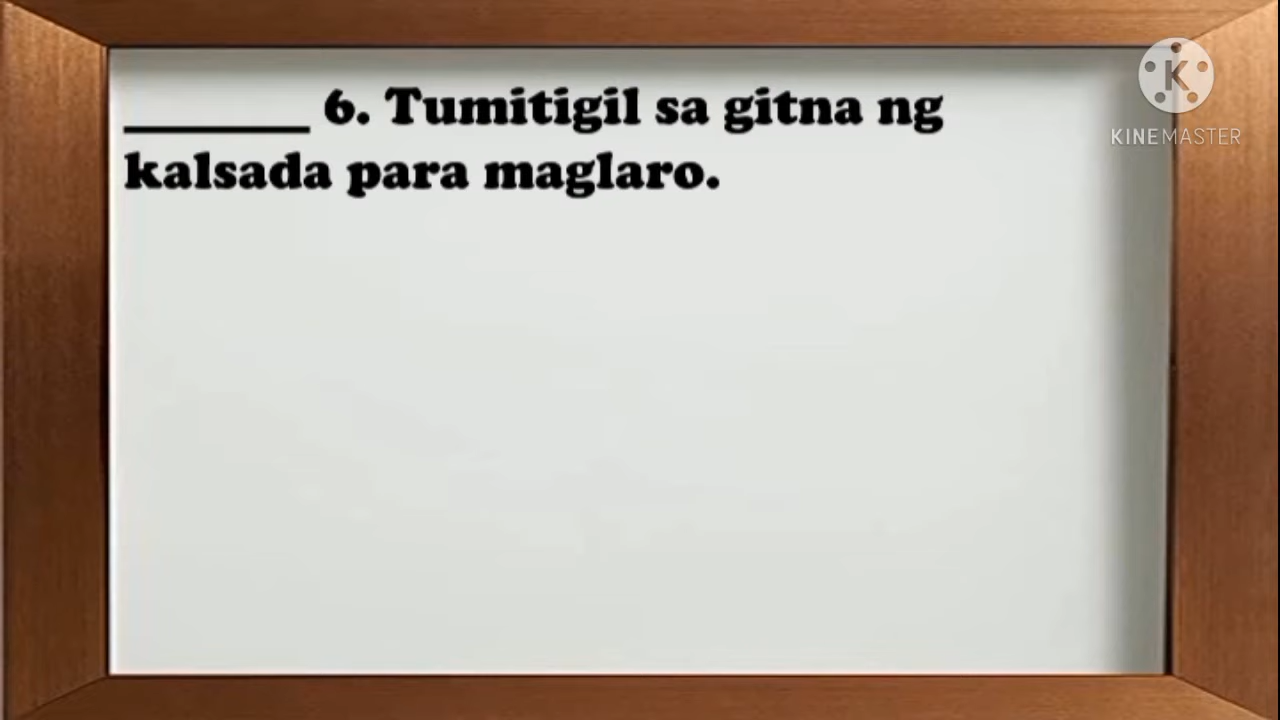 _______ 6. Tumitigil sa gitna ng
kalsada para maglaro.
K
KINEMASTER